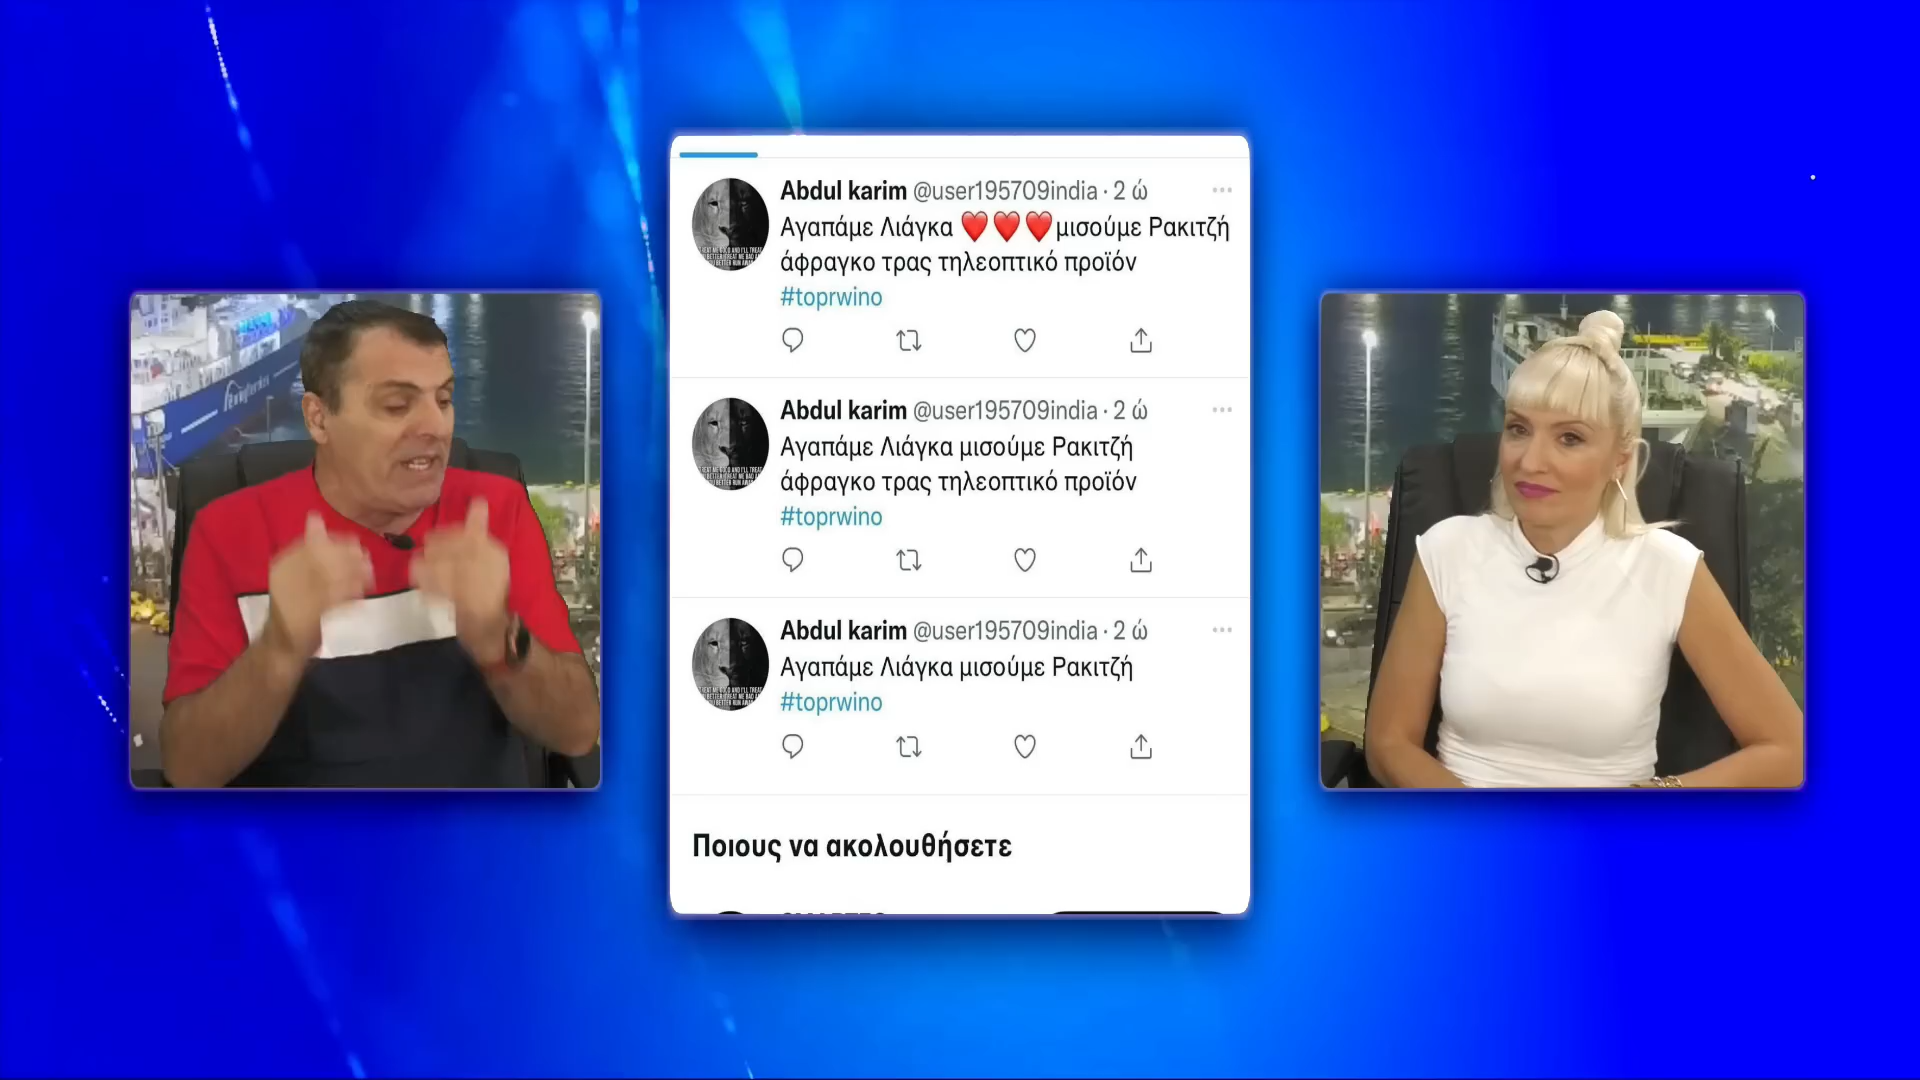 Abdul karim @user195709india · 2 ώ
Αγαπάμε Λιάγκα ❤️❤️❤️μισούμε Ρακιτζή
άφραγκο τρας τηλεοπτικό προϊόν
#toprwino
Abdul karim @user195709india · 2 ώ
Αγαπάμε Λιάγκα μισούμε Ρακιτζή
άφραγκο τρας τηλεοπτικό προϊόν
#toprwino
Abdul karim @user195709india · 2 ώ
Αγαπάμε Λιάγκα μισούμε Ρακιτζή
#toprwino
Ποιους να ακολουθήσετε